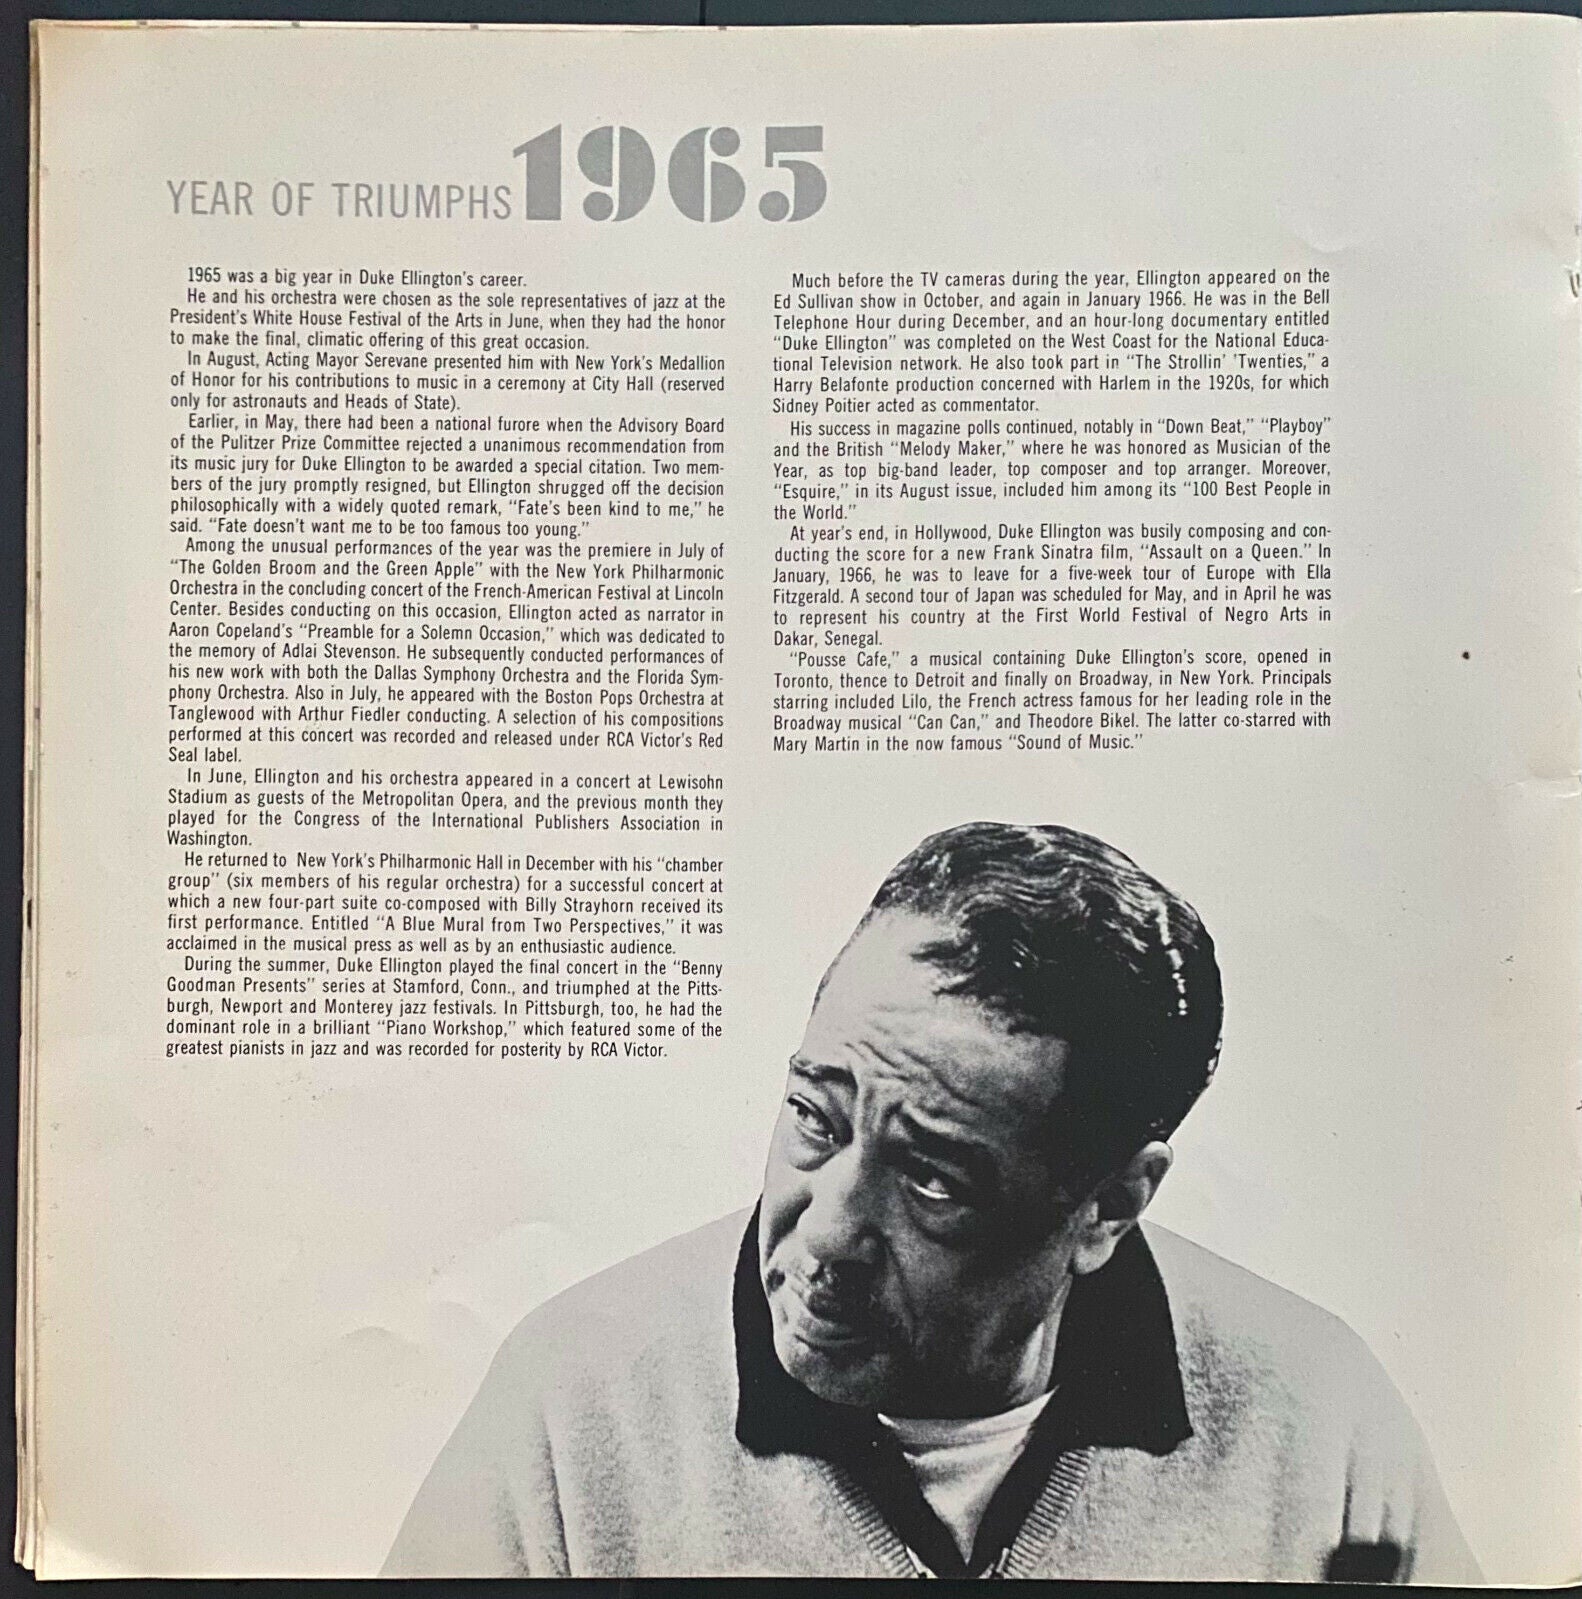 YEAR OF TRIUMPHS 1965
1965 was a big year in Duke Ellington's career.
He and his orchestra were chosen as the sole representatives of jazz at the
President's White House Festival of the Arts in June, when they had the honor
to make the final, climatic offering of this great occasion.
In August, Acting Mayor Serevane presented him with New York's Medallion
of Honor for his contributions to music in a ceremony at City Hall (reserved
only for astronauts and Heads of State).
Earlier, in May, there had been a national furore when the Advisory Board
of the Pulitzer Prize Committee rejected a unanimous recommendation from
its music jury for Duke Ellington to be awarded a special citation. Two mem-
bers of the jury promptly resigned, but Ellington shrugged off the decision
philosophically with a widely quoted remark, "Fate's been kind to me," he
said. "Fate doesn't want me to be too famous too young."
Among the unusual performances of the year was the premiere in July of
"The Golden Broom and the Green Apple" with the New York Philharmonic
Orchestra in the concluding concert of the French-American Festival at Lincoln
Center. Besides conducting on this occasion, Ellington acted as narrator in
Aaron Copeland's "Preamble for a Solemn Occasion," which was dedicated to
the memory of Adlai Stevenson. He subsequently conducted performances of
his new work with both the Dallas Symphony Orchestra and the Florida Sym-
phony Orchestra. Also in July, he appeared with the Boston Pops Orchestra at
Tanglewood with Arthur Fiedler conducting. A selection of his compositions
performed at this concert was recorded and released under RCA Victor's Red
Seal label.
In June, Ellington and his orchestra appeared in a concert at Lewisohn
Stadium as guests of the Metropolitan Opera, and the previous month they
played for the Congress of the International Publishers Association in
Washington.
He returned to New York's Philharmonic Hall in December with his "chamber
group" (six members of his regular orchestra) for a successful concert at
which a new four-part suite co-composed with Billy Strayhorn received its
first performance. Entitled "A Blue Mural from Two Perspectives," it was
acclaimed in the musical press as well as by an enthusiastic audience.
During the summer, Duke Ellington played the final concert in the "Benny
Goodman Presents" series at Stamford, Conn., and triumphed at the Pitts-
burgh, Newport and Monterey jazz festivals. In Pittsburgh, too, he had the
dominant role in a brilliant "Piano Workshop," which featured some of the
greatest pianists in jazz and was recorded for posterity by RCA Victor.
Much before the TV cameras during the year, Ellington appeared on the
Ed Sullivan show in October, and again in January 1966. He was in the Bell
Telephone Hour during December, and an hour-long documentary entitled
"Duke Ellington" was completed on the West Coast for the National Educa-
tional Television network. He also took part in "The Strollin' 'Twenties," a
Harry Belafonte production concerned with Harlem in the 1920s, for which
Sidney Poitier acted as commentator.
His success in magazine polls continued, notably in "Down Beat," "Playboy"
and the British "Melody Maker," where he was honored as Musician of the
Year, as top big-band leader, top composer and top arranger. Moreover,
"Esquire," in its August issue, included him among its "100 Best People in
the World."
At year's end, in Hollywood, Duke Ellington was busily composing and con-
ducting the score for a new Frank Sinatra film, "Assault on a Queen." In
January, 1966, he was to leave for a five-week tour of Europe with Ella
Fitzgerald. A second tour of Japan was scheduled for May, and in April he was
to represent his country at the First World Festival of Negro Arts in
Dakar, Senegal.
"Pousse Cafe," a musical containing Duke Ellington's score, opened in
Toronto, thence to Detroit and finally on Broadway, in New York. Principals
starring included Lilo, the French actress famous for her leading role in the
Broadway musical "Can Can," and Theodore Bikel. The latter co-starred with
Mary Martin in the now famous "Sound of Music."